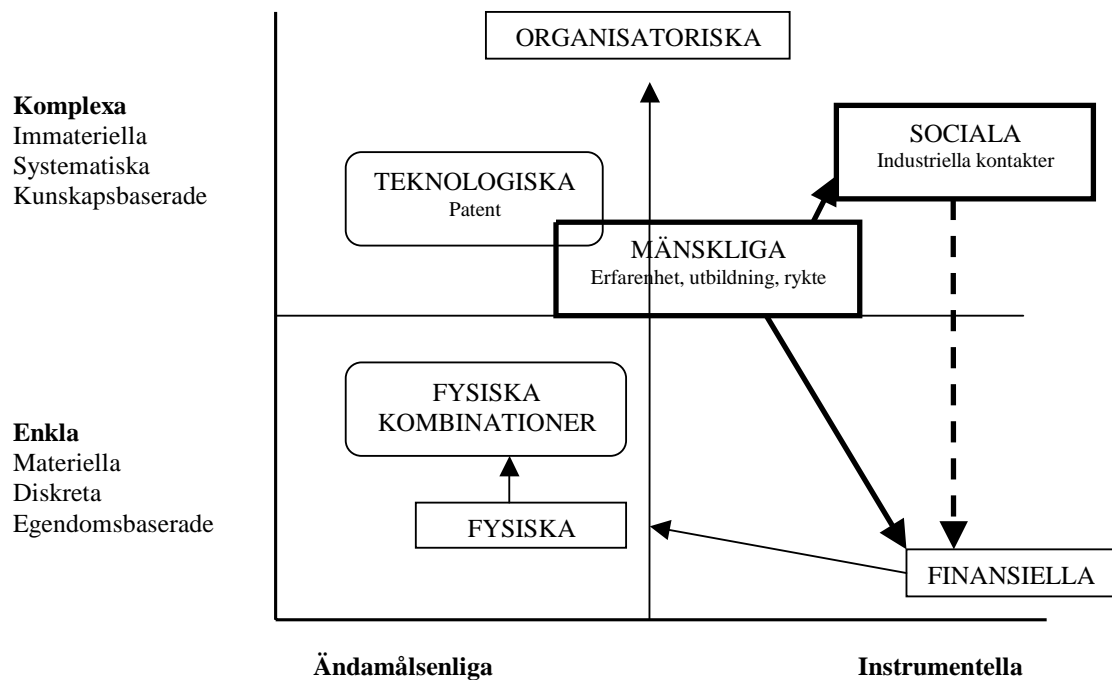 ORGANISATORISKA
Komplexa
Immateriella
Systematiska
Kunskapsbaserade
SOCIALA
Industriella kontakter
TEKNOLOGISKA
Patent
MÄNSKLIGA
Erfarenhet, utbildning, rykte
FYSISKA
KOMBINATIONER
Enkla
Materiella
Diskreta
Egendomsbaserade
FYSISKA
FINANSIELLA
Ändamålsenliga
Instrumentella